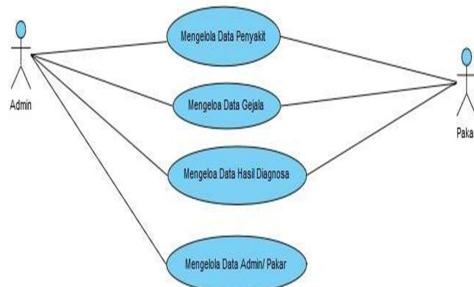 Mengelola Data Penyakit
Admin
Mengeloa Data Gejala
Paka
Mengeloa Data Hasil Diagnosa
Mengelola Data Admin/ Pakar